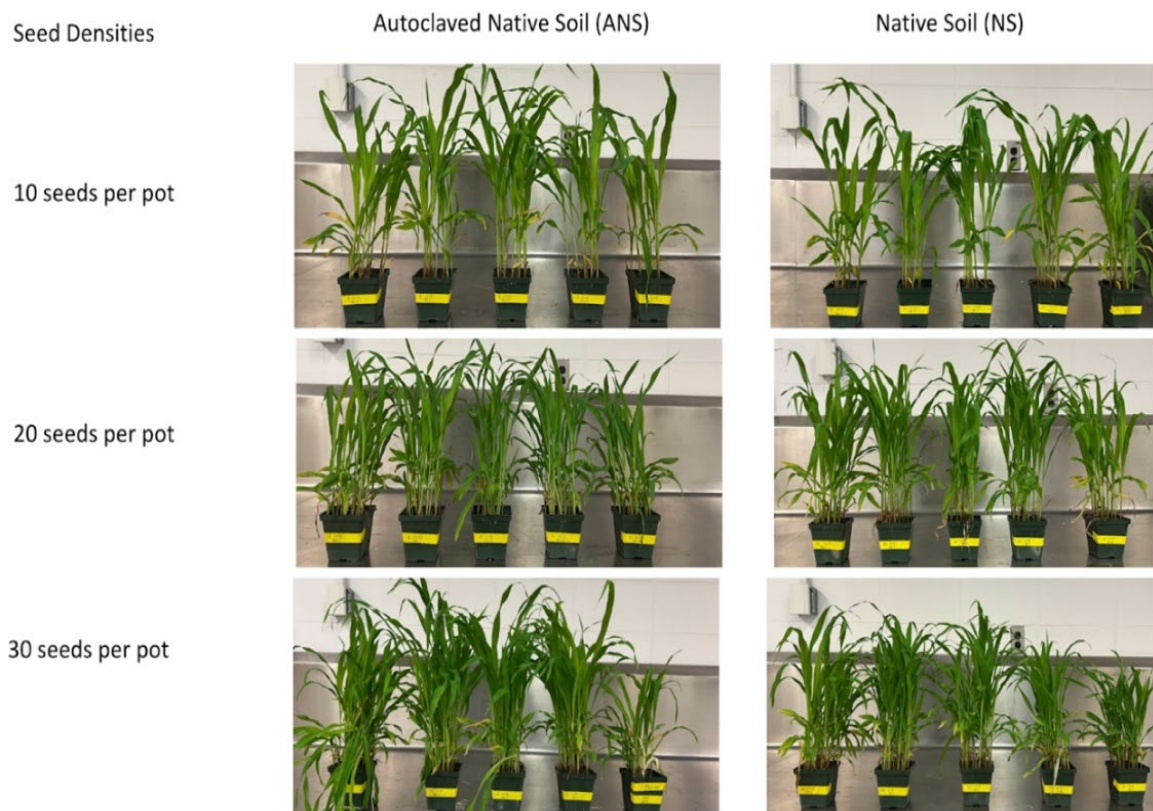 Seed Densities
Autoclaved Native Soil (ANS)
Native Soil (NS)
10 seeds per pot
20 seeds per pot
30 seeds per pot